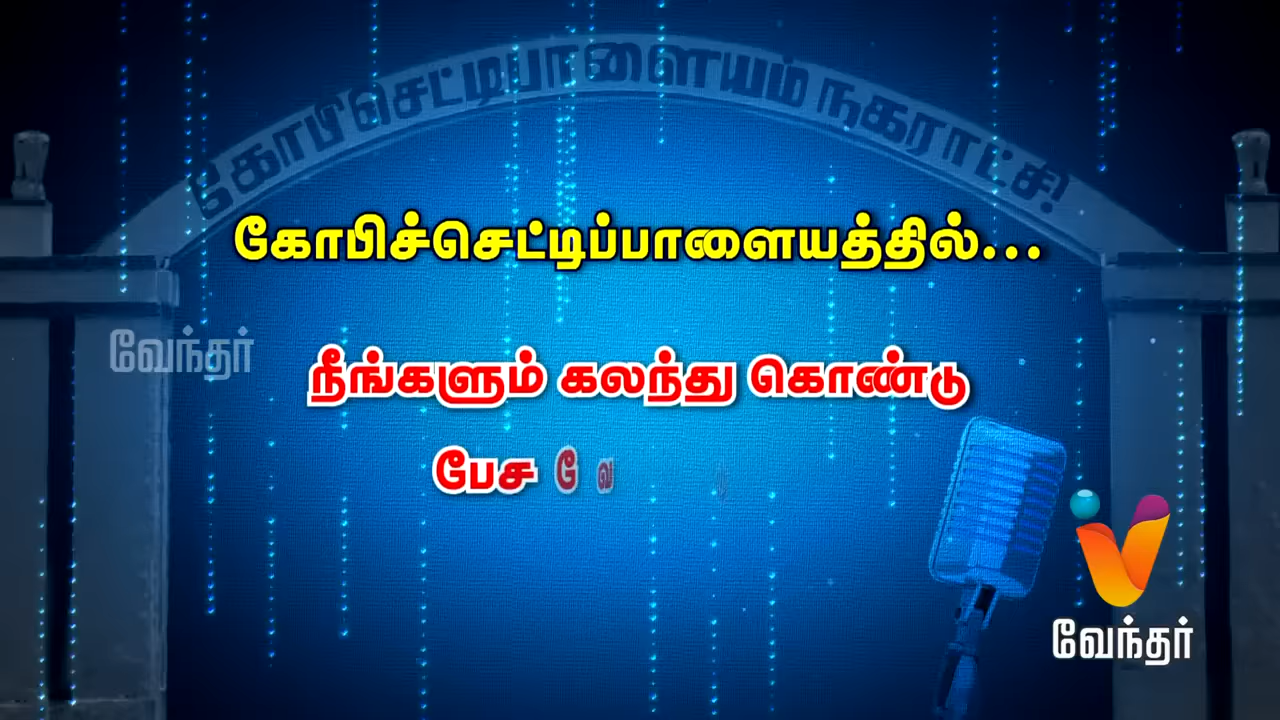 கோபிசெட்டிபாளையம் நகராட்சி
கோபிச்செட்டிப்பாளையத்தில்...
வேந்தர்
நீங்களும் கலந்து கொண்டு
பேச
வேந்தர்